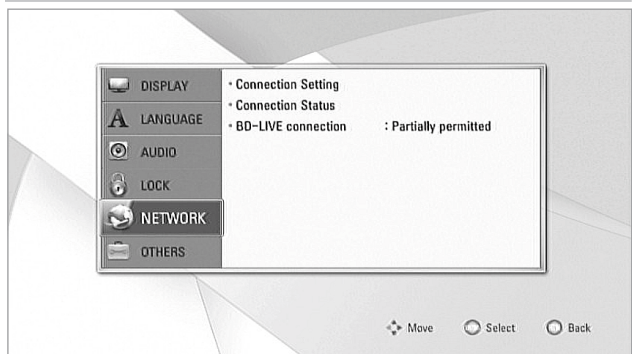 DISPLAY
LANGUAGE
AUDIO
LOCK
NETWORK
OTHERS
• Connection Setting
• Connection Status
• BD-LIVE connection : Partially permitted
Move Select Back